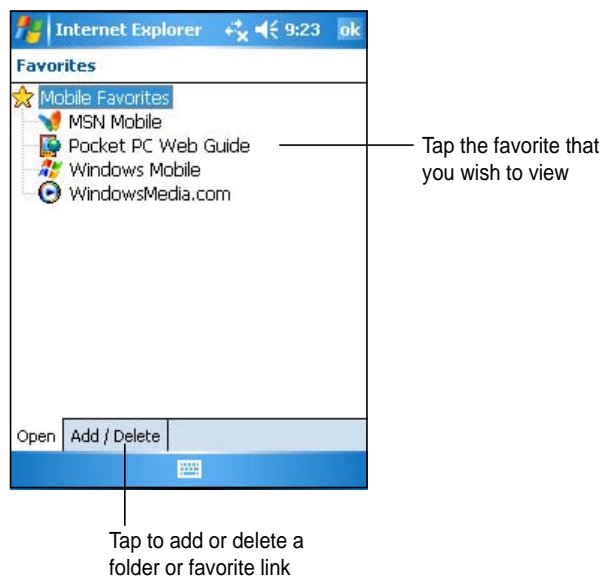 Internet Explorer 9:23 ok
Favorites
Mobile Favorites
MSN Mobile
Pocket PC Web Guide
Windows Mobile
WindowsMedia.com
Tap the favorite that
you wish to view
Open Add / Delete
Tap to add or delete a
folder or favorite link